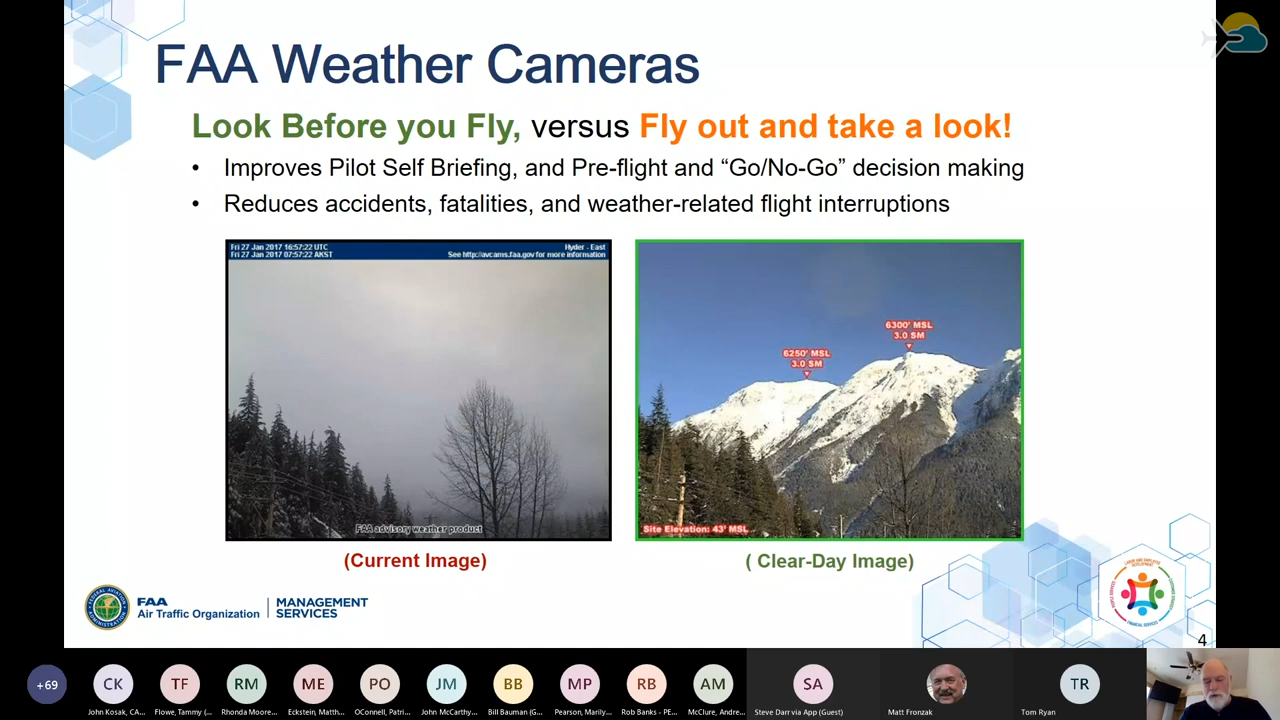 FAA Weather Cameras
Look Before you Fly, versus Fly out and take a look!
• Improves Pilot Self Briefing, and Pre-flight and “Go/No-Go” decision making
• Reduces accidents, fatalities, and weather-related flight interruptions
Fri 27 Jan 2017 16:57:22 UTC
Hyder - East
Fri 27 Jan 2017 07:57:22 AKST
See http://avcams.faa.gov for more information
FAA advisory weather product
6300' MSL
3.0 SM
6250' MSL
3.0 SM
Site Elevation: 43' MSL
(Current Image)
( Clear-Day Image)
FAA
Air Traffic Organization
MANAGEMENT
SERVICES
4
+69
CK
TF
RM
ME
PO
JM
BB
MP
RB
AM
SA
TR
John Kosak, CA...
Flowe, Tammy (...
Rhonda Moore...
Eckstein, Matth...
OConnell, Patri...
John McCarthy...
Bill Bauman (G...
Pearson, Marily...
Rob Banks - PE...
McClure, Andre...
Steve Darr via App (Guest)
Matt Fronzak
Tom Ryan